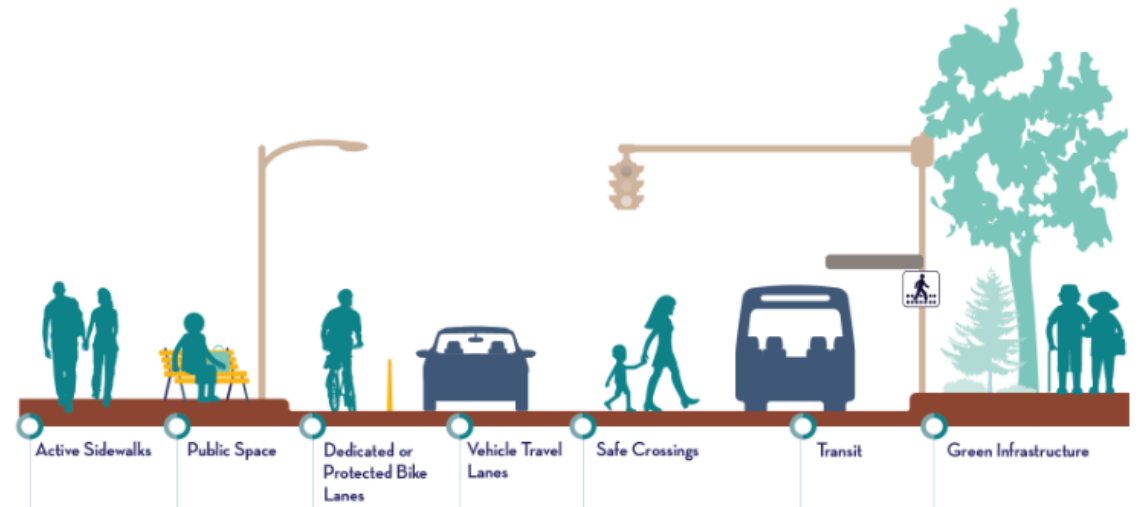 Active Sidewalks
Public Space
Dedicated or
Protected Bike
Lanes
Vehicle Travel
Lanes
Safe Crossings
Transit
Green Infrastructure